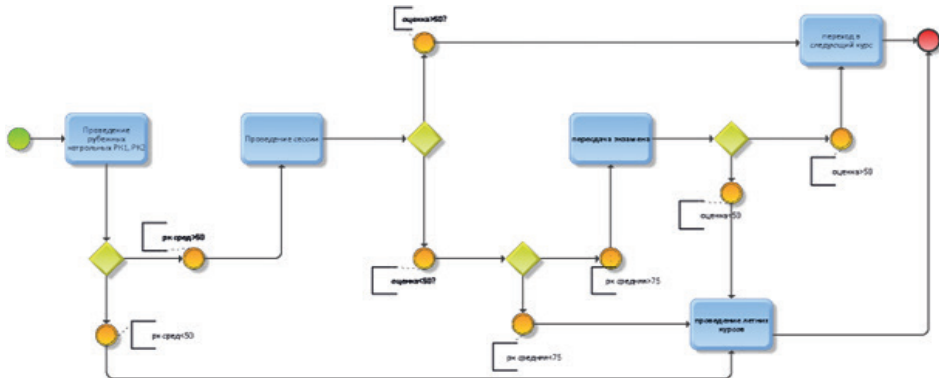 оценка>50?
переход в
следующий курс
Проведение
рубежных
РК1, РК2
Проведение сессии
пересдача экзамена
оценка>50
рк.сред>50
оценка<50
оценка<50?
рк.средний>75
проведение летних
курсов
рк.сред<50
рк.средний<75